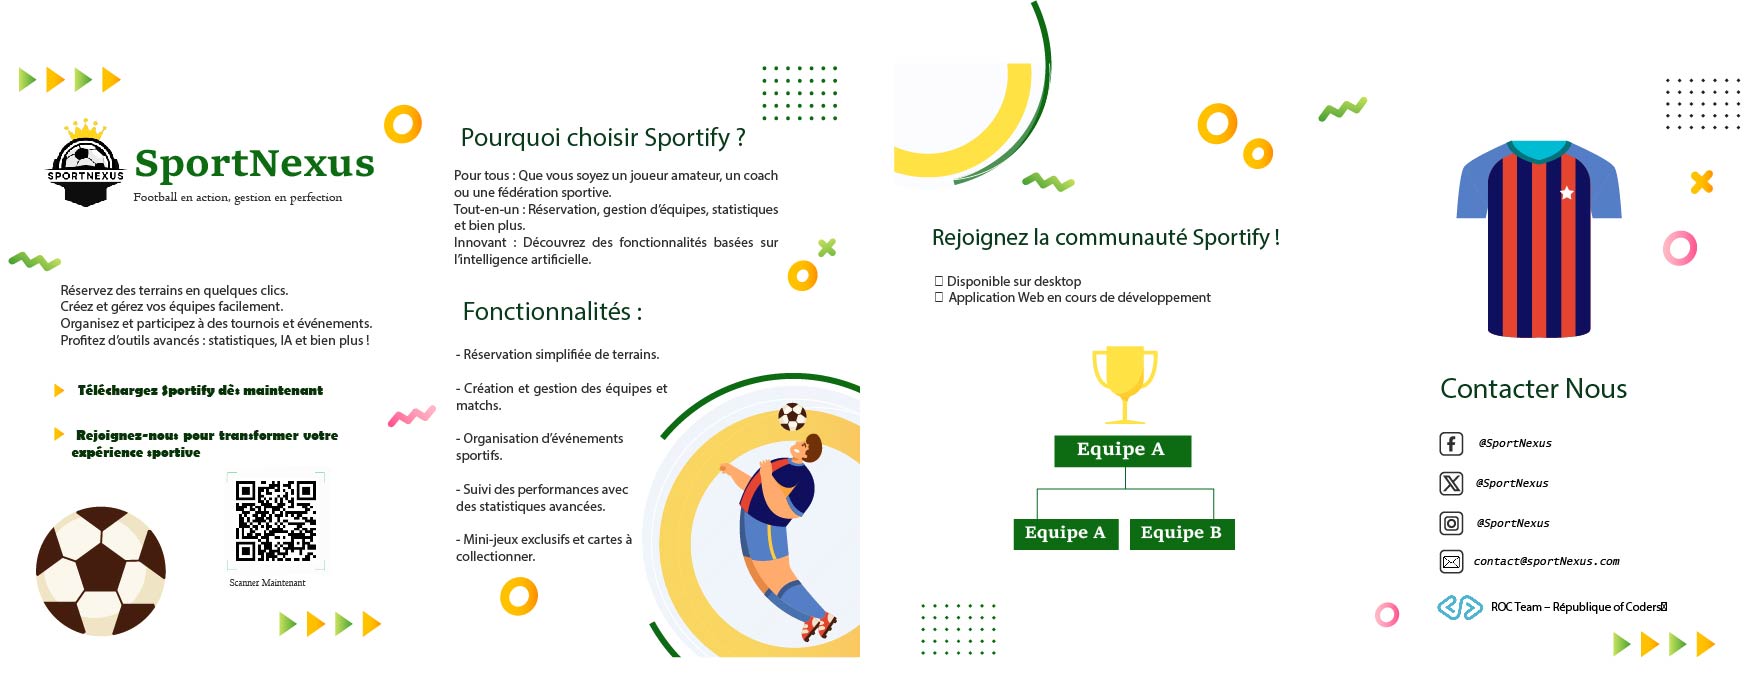 SPORTNEXUS
SportNexus
Football en action, gestion en perfection
Réservez des terrains en quelques clics.
Créez et gérez vos équipes facilement.
Organisez et participez à des tournois et événements.
Profitez d’outils avancés : statistiques, IA et bien plus !
Téléchargez Sportify dès maintenant
Rejoignez-nous pour transformer votre
expérience sportive
Scanner Maintenant
Pourquoi choisir Sportify ?
Pour tous : Que vous soyez un joueur amateur, un coach
ou une fédération sportive.
Tout-en-un : Réservation, gestion d’équipes, statistiques
et bien plus.
Innovant : Découvrez des fonctionnalités basées sur
l’intelligence artificielle.
Fonctionnalités :
- Réservation simplifiée de terrains.
- Création et gestion des équipes et
matchs.
- Organisation d’événements
sportifs.
- Suivi des performances avec
des statistiques avancées.
- Mini-jeux exclusifs et cartes à
collectionner.
Rejoignez la communauté Sportify !
Disponible sur desktop
Application Web en cours de développement
Equipe A
Equipe A
Equipe B
Contacter Nous
@SportNexus
@SportNexus
@SportNexus
contact@sportNexus.com
ROC Team – République of Coders